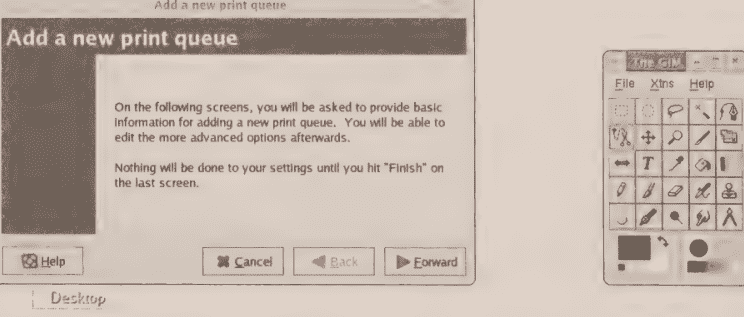 Add a new print queue
Add a new print queue
On the following screens, you will be asked to provide basic
information for adding a new print queue. You will be able to
edit the more advanced options afterwards.
Nothing will be done to your settings until you hit "Finish" on
the last screen.
Help
Cancel
Back
Forward
Desktop
The GIM
File Xtns Help